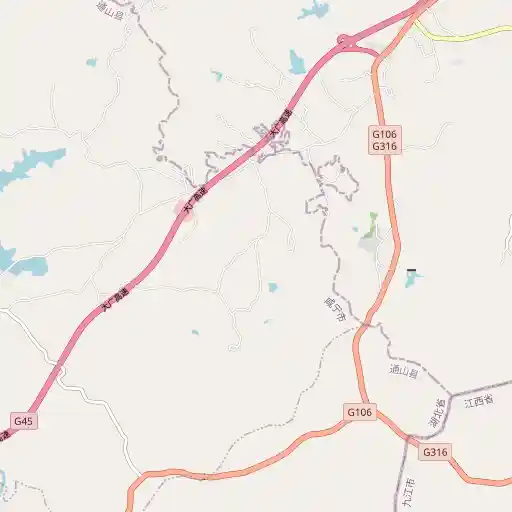 通山县
大广高速
G106
G316
大广高速
大广高速
咸宁市
通山县
湖北省
江西省
G106
G45
G316
九江市